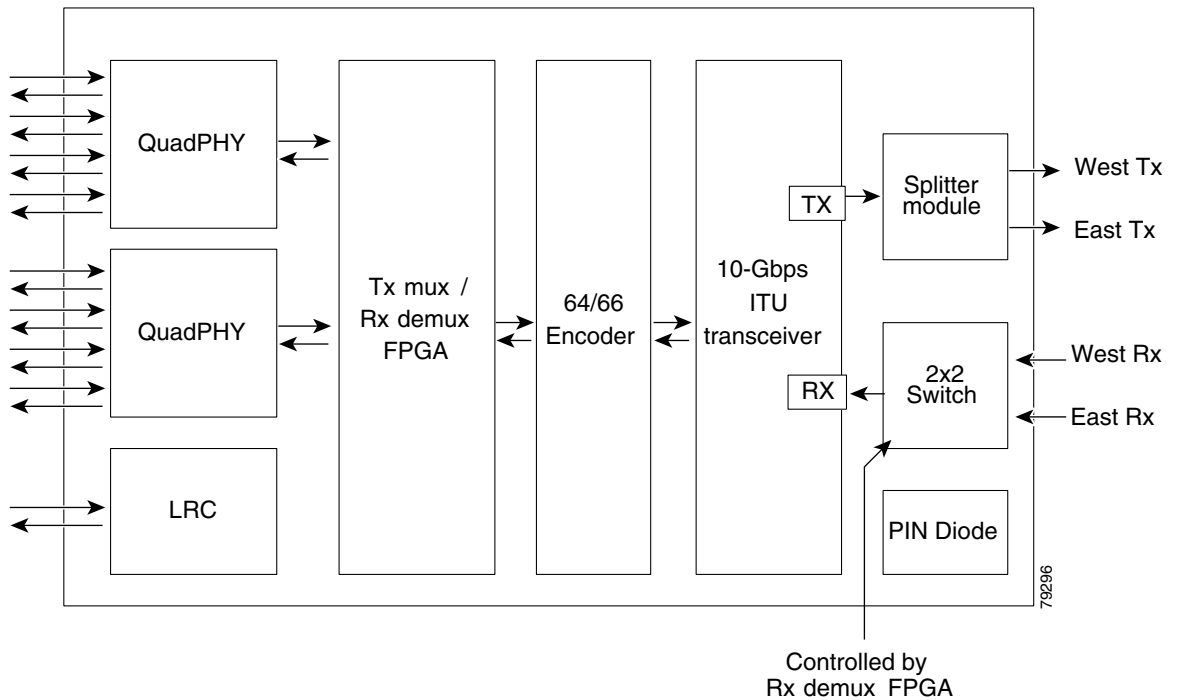 QuadPHY
QuadPHY
LRC
Tx mux /
Rx demux
FPGA
64/66
Encoder
10-Gbps
ITU
transceiver
TX
RX
Splitter
module
2x2
Switch
PIN Diode
West Tx
East Tx
West Rx
East Rx
79296
Controlled by
Rx demux FPGA